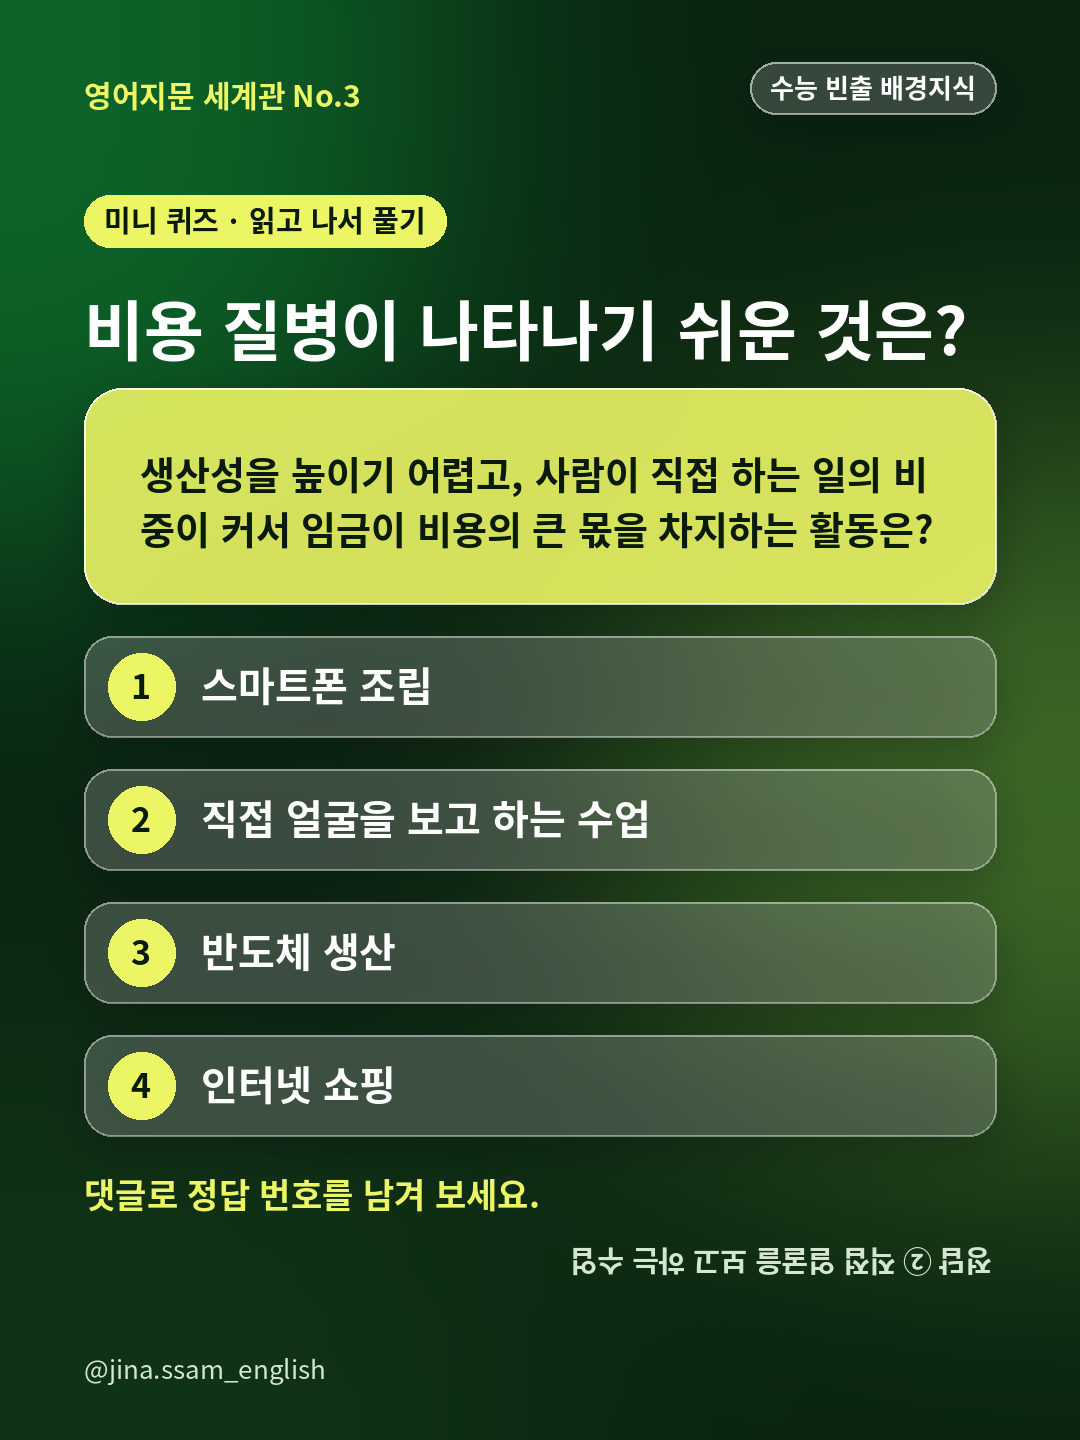 영어지문 세계관 No.3
수능 빈출 배경지식
미니 퀴즈 · 읽고 나서 풀기
비용 질병이 나타나기 쉬운 것은?
생산성을 높이기 어렵고, 사람이 직접 하는 일의 비
중이 커서 임금이 비용의 큰 몫을 차지하는 활동은?
1 스마트폰 조립
2 직접 얼굴을 보고 하는 수업
3 반도체 생산
4 인터넷 쇼핑
댓글로 정답 번호를 남겨 보세요.
정답 ② 직접 얼굴을 보고 하는 수업
@jina.ssam_english